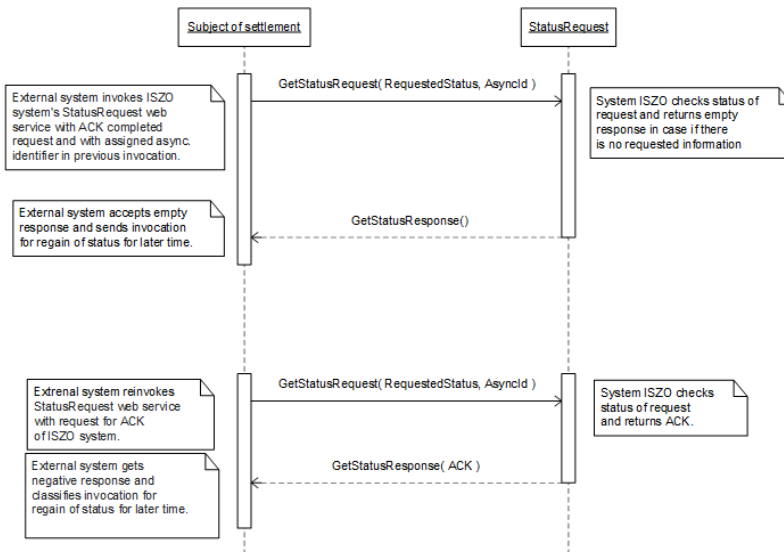 Subject of settlement
StatusRequest
GetStatusRequest( RequestedStatus, AsyncId )
External system invokes ISZO
system's StatusRequest web
service with ACK completed
request and with assigned async.
identifier in previous invocation.
System ISZO checks status of
request and returns empty
response in case if there
is no requested information
External system accepts empty
response and sends invocation
for regain of status for later time.
GetStatusResponse()
GetStatusRequest( RequestedStatus, AsyncId )
Extrenal system reinvokes
StatusRequest web service
with request for ACK
of ISZO system.
System ISZO checks
status of request
and returns ACK.
GetStatusResponse( ACK )
External system gets
negative response and
classifies invocation for
regain of status for later time.